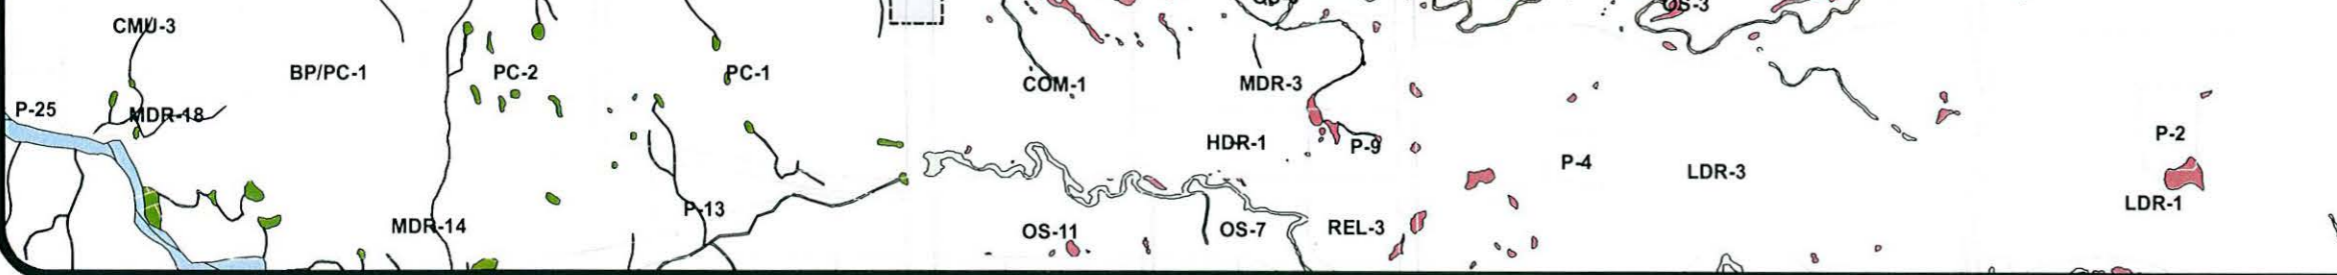 OS-3
CMU-3
BP/PC-1
PC-2
PC-1
COM-1
MDR-3
P-25
MDR-18
P-2
HDR-1
P-9
P-4
LDR-3
LDR-1
P-13
MDR-14
OS-11
OS-7
REL-3